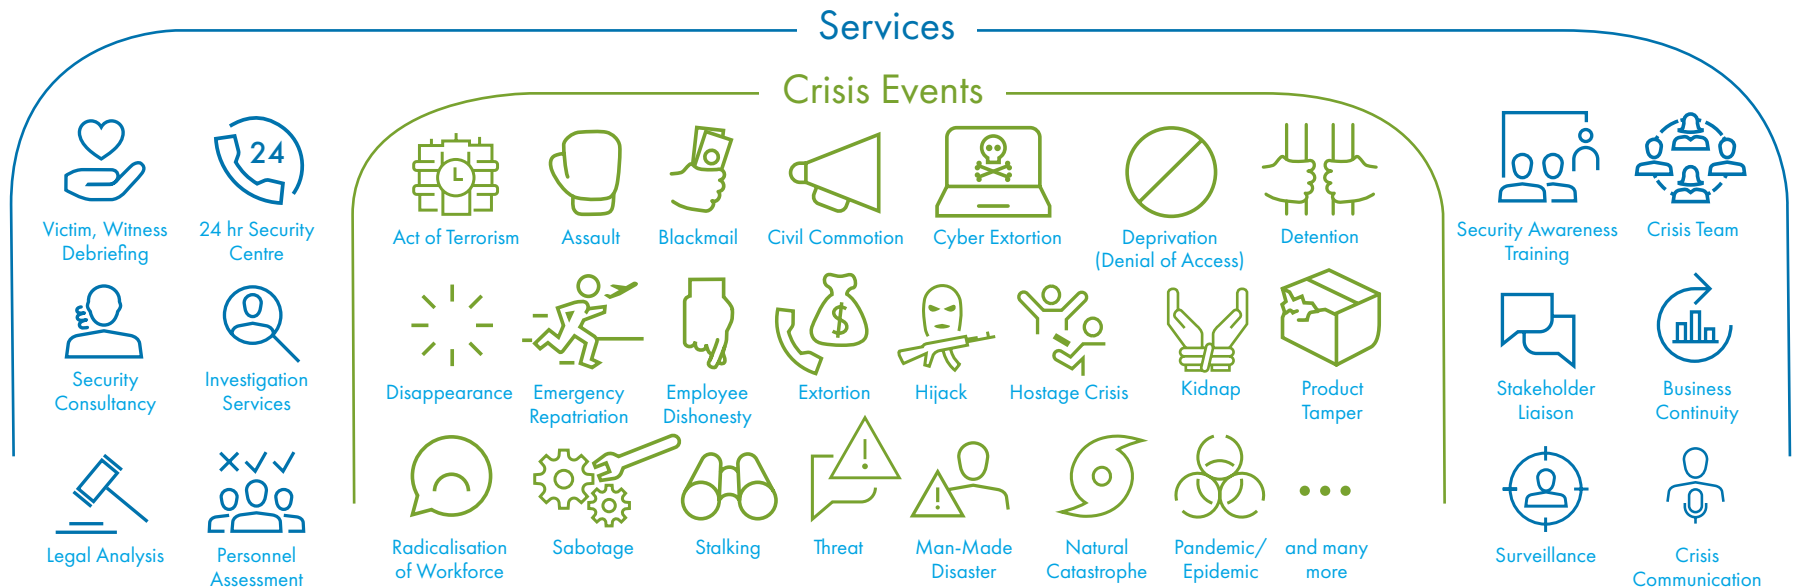 Services
Crisis Events
24
Victim, Witness
Debriefing
24 hr Security
Centre
Security
Consultancy
Investigation
Services
Legal Analysis
Personnel
Assessment
Act of Terrorism
Assault
Blackmail
Civil Commotion
Cyber Extortion
Deprivation
(Denial of Access)
Detention
Disappearance
Emergency
Repatriation
Employee
Dishonesty
$
Extortion
Hijack
Hostage Crisis
Kidnap
Product
Tamper
!
!
Radicalisation
of Workforce
Sabotage
Stalking
Threat
Man-Made
Disaster
Natural
Catastrophe
Pandemic/
Epidemic
and many
more
Security Awareness
Training
Crisis Team
Stakeholder
Liaison
Business
Continuity
Surveillance
Crisis
Communication